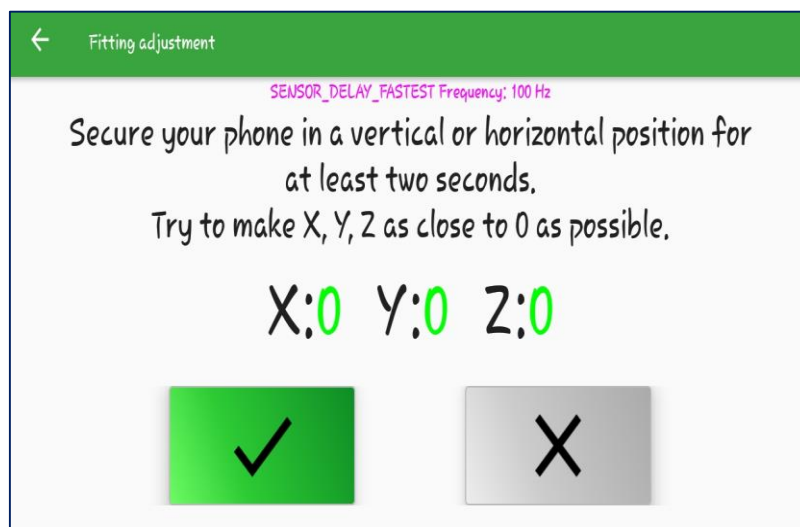 Fitting adjustment
SENSOR_DELAY_FASTEST Frequency: 100 Hz
Secure your phone in a vertical or horizontal position for
at least two seconds.
Try to make X, Y, Z as close to 0 as possible.
X:0 Y:0 Z:0